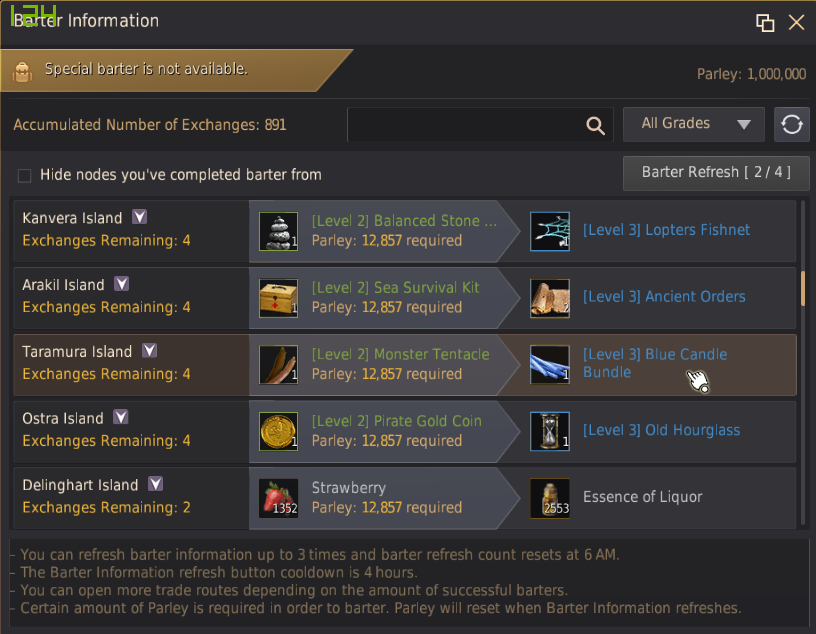 124
Barter Information
Special barter is not available.
Parley: 1,000,000
Accumulated Number of Exchanges: 891
All Grades
Hide nodes you've completed barter from
Barter Refresh [ 2 / 4 ]
Kanvera Island
Exchanges Remaining: 4
1
[Level 2] Balanced Stone ...
Parley: 12,857 required
1
[Level 3] Lopters Fishnet
Arakil Island
Exchanges Remaining: 4
1
[Level 2] Sea Survival Kit
Parley: 12,857 required
2
[Level 3] Ancient Orders
Taramura Island
Exchanges Remaining: 4
1
[Level 2] Monster Tentacle
Parley: 12,857 required
1
[Level 3] Blue Candle
Bundle
Ostra Island
Exchanges Remaining: 4
1
[Level 2] Pirate Gold Coin
Parley: 12,857 required
1
[Level 3] Old Hourglass
Delinghart Island
Exchanges Remaining: 2
1352
Strawberry
Parley: 12,857 required
2553
Essence of Liquor
- You can refresh barter information up to 3 times and barter refresh count resets at 6 AM.
- The Barter Information refresh button cooldown is 4 hours.
- You can open more trade routes depending on the amount of successful barters.
- Certain amount of Parley is required in order to barter. Parley will reset when Barter Information refreshes.